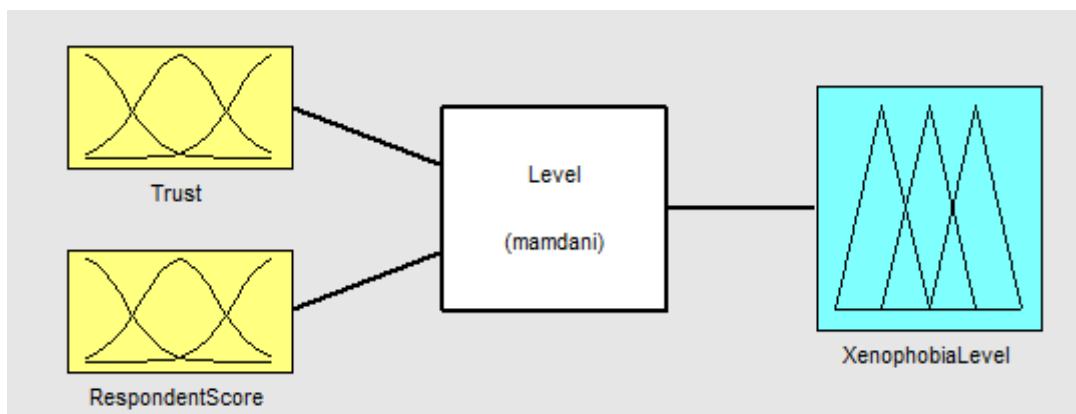 Trust
Level
(mamdani)
RespondentScore
XenophobiaLevel